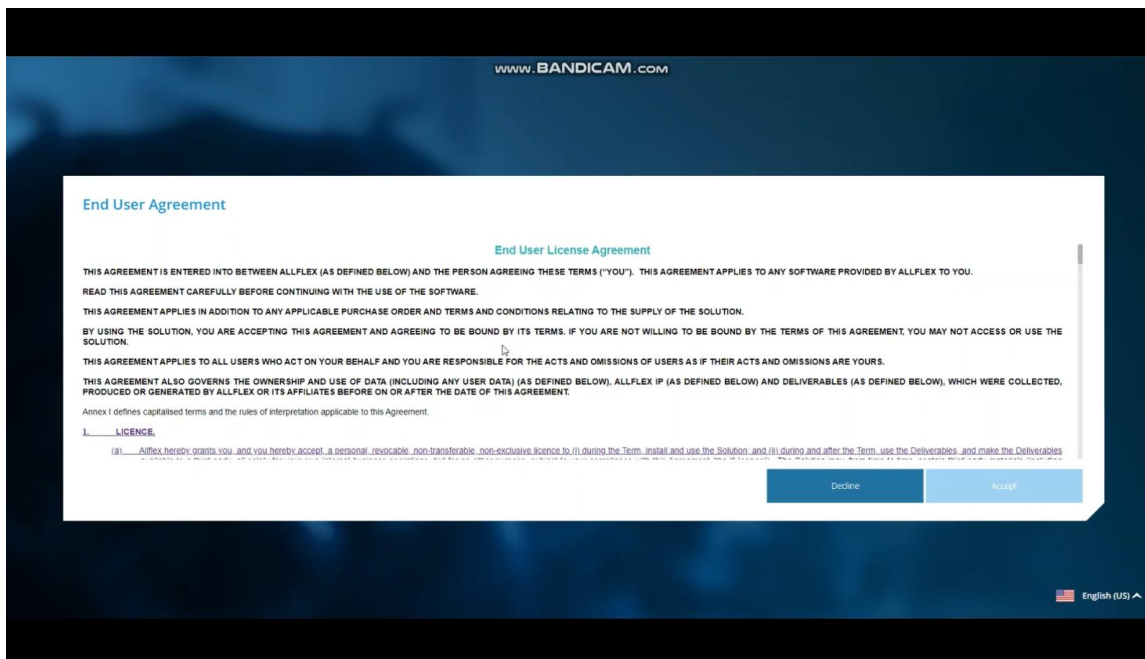 www.BANDICAM.com
End User Agreement
End User License Agreement
THIS AGREEMENT IS ENTERED INTO BETWEEN ALLFLEX (AS DEFINED BELOW) AND THE PERSON AGREEING THESE TERMS (“YOU”). THIS AGREEMENT APPLIES TO ANY SOFTWARE PROVIDED BY ALLFLEX TO YOU.
READ THIS AGREEMENT CAREFULLY BEFORE CONTINUING WITH THE USE OF THE SOFTWARE.
THIS AGREEMENT APPLIES IN ADDITION TO ANY APPLICABLE PURCHASE ORDER AND TERMS AND CONDITIONS RELATING TO THE SUPPLY OF THE SOLUTION.
BY USING THE SOLUTION, YOU ARE ACCEPTING THIS AGREEMENT AND AGREEING TO BE BOUND BY ITS TERMS. IF YOU ARE NOT WILLING TO BE BOUND BY THE TERMS OF THIS AGREEMENT, YOU MAY NOT ACCESS OR USE THE
SOLUTION.
THIS AGREEMENT APPLIES TO ALL USERS WHO ACT ON YOUR BEHALF AND YOU ARE RESPONSIBLE FOR THE ACTS AND OMISSIONS OF USERS AS IF THEIR ACTS AND OMISSIONS ARE YOURS.
THIS AGREEMENT ALSO GOVERNS THE OWNERSHIP AND USE OF DATA (INCLUDING ANY USER DATA) (AS DEFINED BELOW), ALLFLEX IP (AS DEFINED BELOW) AND DELIVERABLES (AS DEFINED BELOW), WHICH WERE COLLECTED,
PRODUCED OR GENERATED BY ALLFLEX OR ITS AFFILIATES BEFORE ON OR AFTER THE DATE OF THIS AGREEMENT.
Annex I defines capitalised terms and the rules of interpretation applicable to this Agreement.
1. LICENCE.
(a) Allflex hereby grants you, and you hereby accept, a personal, revocable, non-transferable, non-exclusive licence to (i) during the Term, install and use the Solution, and (ii) during and after the Term, use the Deliverables, and make the Deliverables
Decline
Accept
English (US)